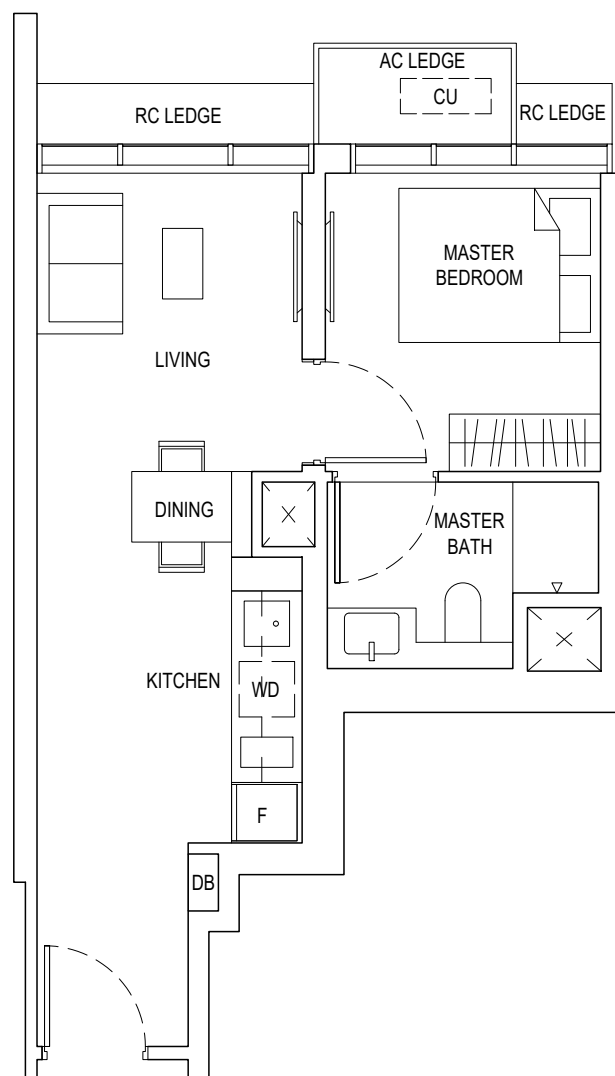 AC LEDGE
CU
RC LEDGE
RC LEDGE
MASTER
BEDROOM
LIVING
DINING
MASTER
BATH
KITCHEN
WD
F
DB